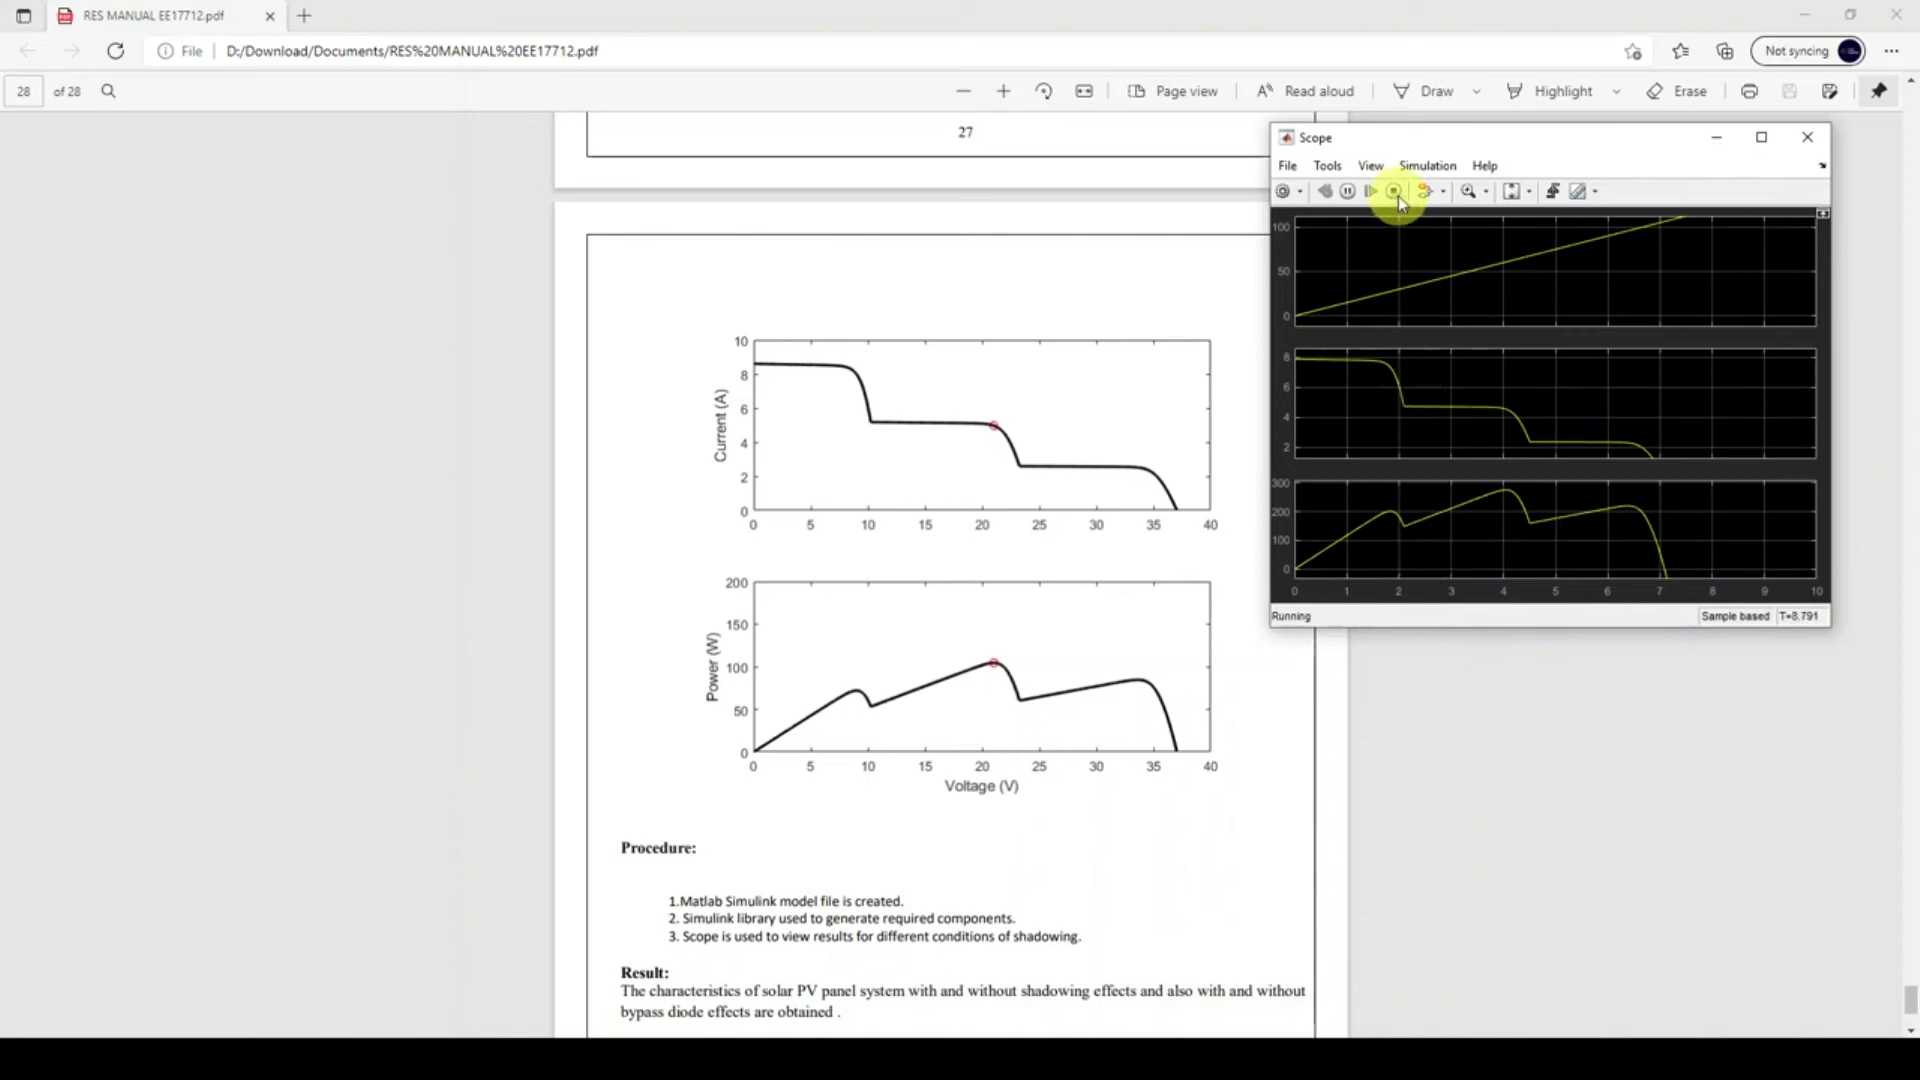 RES MANUAL EE17712.pdf
File D:/Download/Documents/RES%20MANUAL%20EE17712.pdf
Not syncing
28 of 28
Page view
Read aloud
Draw
Highlight
Erase
27
10
8
6
4
2
0
Current (A)
0 5 10 15 20 25 30 35 40
200
150
100
50
0
Power (W)
0 5 10 15 20 25 30 35 40
Voltage (V)
Procedure:
1.Matlab Simulink model file is created.
2. Simulink library used to generate required components.
3. Scope is used to view results for different conditions of shadowing.
Result:
The characteristics of solar PV panel system with and without shadowing effects and also with and without
bypass diode effects are obtained .
Scope
File Tools View Simulation Help
100
50
0
8
6
4
2
300
200
100
0
0 1 2 3 4 5 6 7 8 9 10
Running
Sample based T=8.791